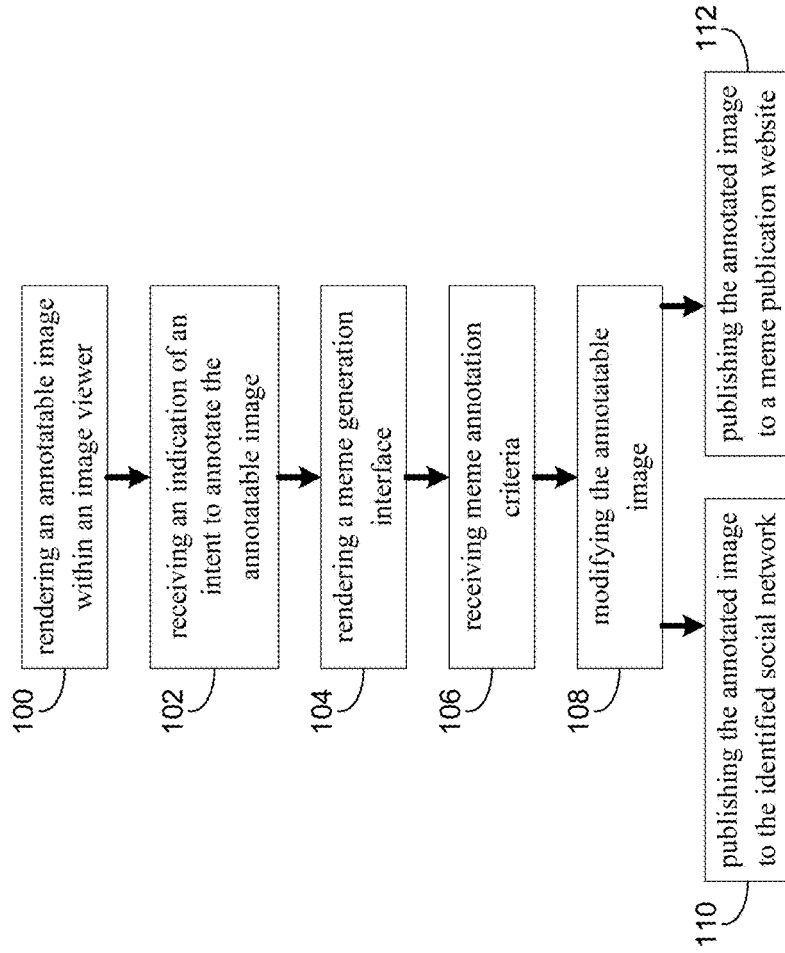 100
rendering an annotatable image
within an image viewer
102
receiving an indication of an
intent to annotate the
annotatable image
104
rendering a meme generation
interface
106
receiving meme annotation
criteria
108
modifying the annotatable
image
110
publishing the annotated image
to the identified social network
112
publishing the annotated image
to a meme publication website